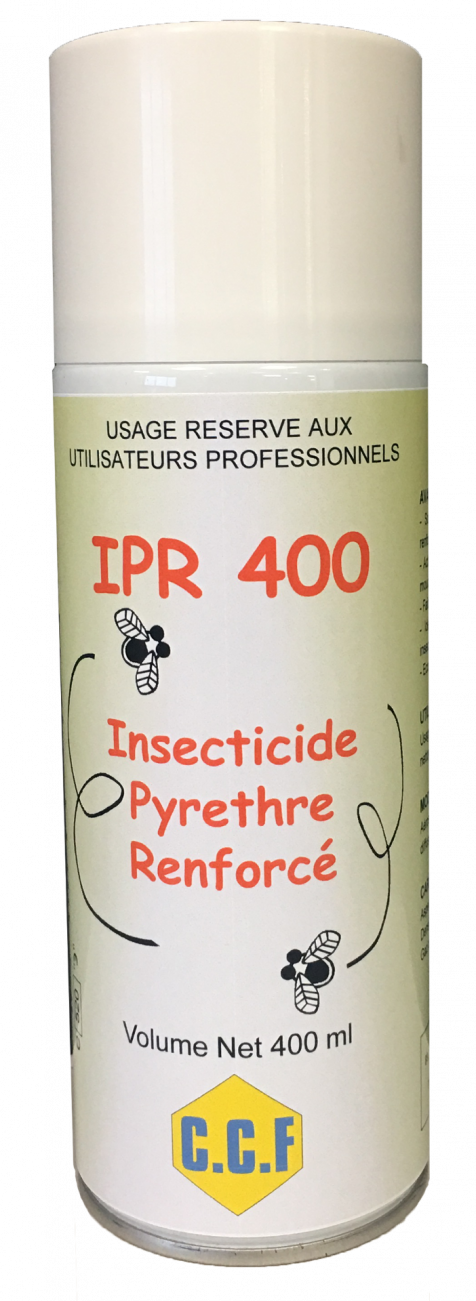 USAGE RESERVE AUX
UTILISATEURS PROFESSIONNELS
IPR 400
Insecticide
Pyrethre
Renforcé
Volume Net 400 ml
C.C.F